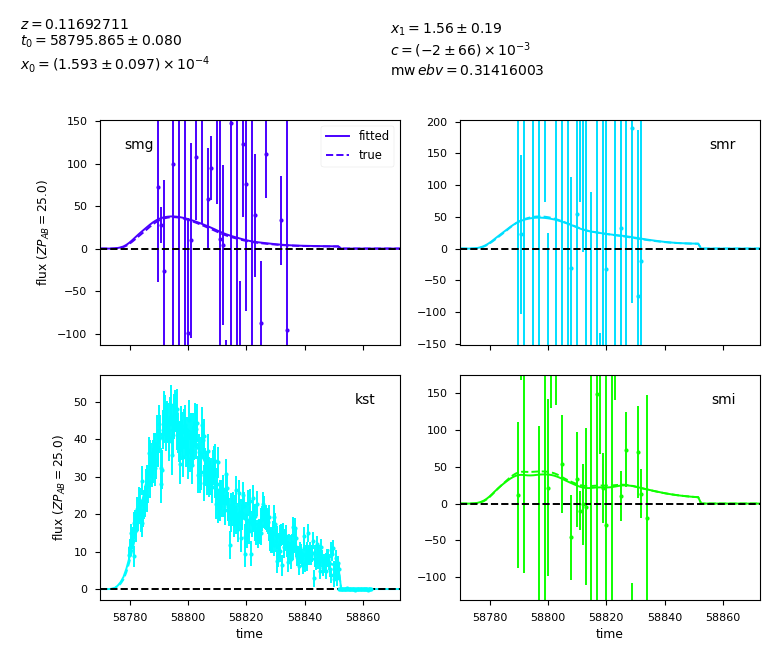 z = 0.11692711
t₀ = 58795.865 ± 0.080
x₀ = (1.593 ± 0.097) × 10⁻⁴
x₁ = 1.56 ± 0.19
c = (−2 ± 66) × 10⁻³
mw ebv = 0.31416003
smg
fitted
true
150
100
50
0
−50
−100
flux (ZP_AB = 25.0)
smr
200
150
100
50
0
−50
−100
−150
kst
50
40
30
20
10
0
flux (ZP_AB = 25.0)
58780 58800 58820 58840 58860
time
smi
150
100
50
0
−50
−100
58780 58800 58820 58840 58860
time